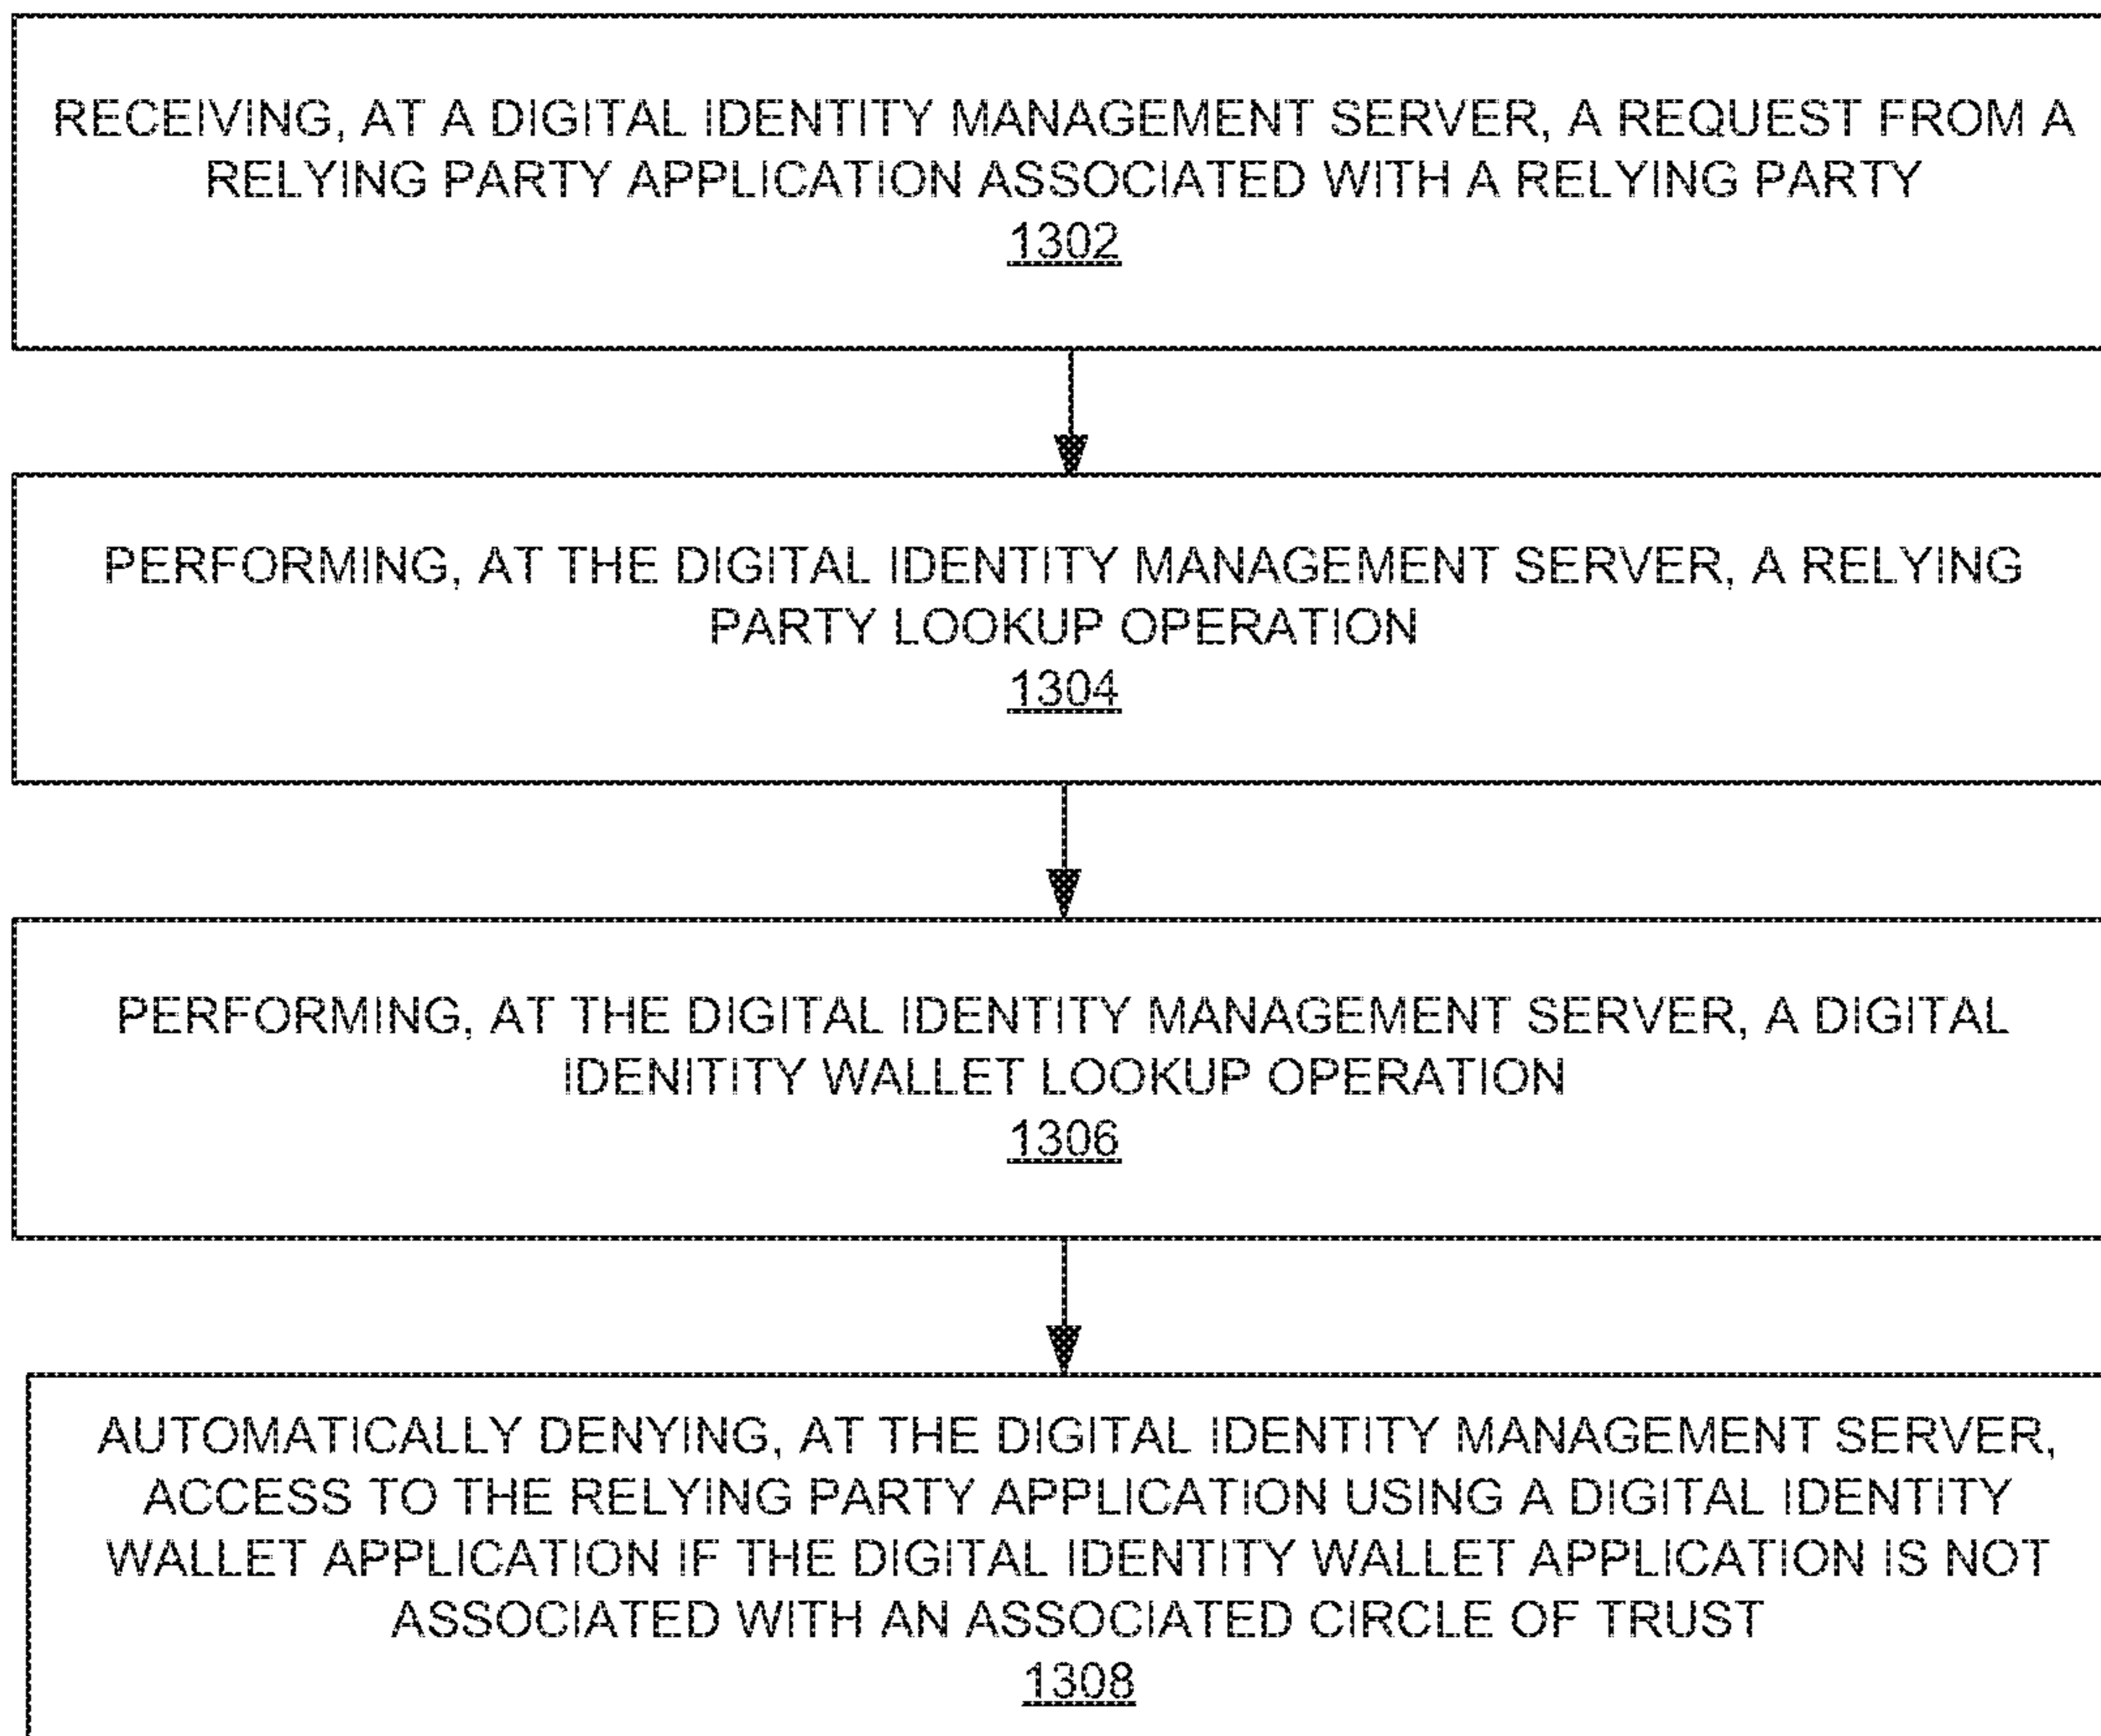 RECEIVING, AT A DIGITAL IDENTITY MANAGEMENT SERVER, A REQUEST FROM A
RELYING PARTY APPLICATION ASSOCIATED WITH A RELYING PARTY
1302
PERFORMING, AT THE DIGITAL IDENTITY MANAGEMENT SERVER, A RELYING
PARTY LOOKUP OPERATION
1304
PERFORMING, AT THE DIGITAL IDENTITY MANAGEMENT SERVER, A DIGITAL
IDENITITY WALLET LOOKUP OPERATION
1306
AUTOMATICALLY DENYING, AT THE DIGITAL IDENTITY MANAGEMENT SERVER,
ACCESS TO THE RELYING PARTY APPLICATION USING A DIGITAL IDENTITY
WALLET APPLICATION IF THE DIGITAL IDENTITY WALLET APPLICATION IS NOT
ASSOCIATED WITH AN ASSOCIATED CIRCLE OF TRUST
1308